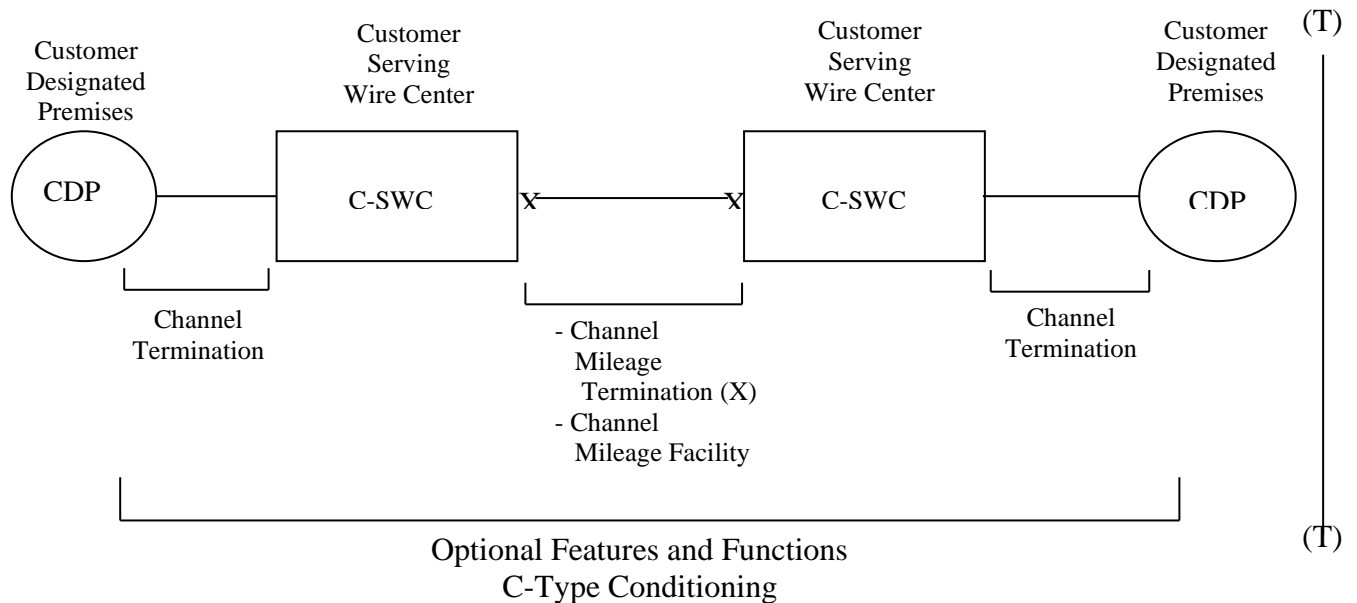 (T)
Customer
Designated
Premises
Customer
Serving
Wire Center
Customer
Serving
Wire Center
Customer
Designated
Premises
CDP
C-SWC
X
X
C-SWC
CDP
Channel
Termination
- Channel
Mileage
Termination (X)
- Channel
Mileage Facility
Channel
Termination
(T)
Optional Features and Functions
C-Type Conditioning